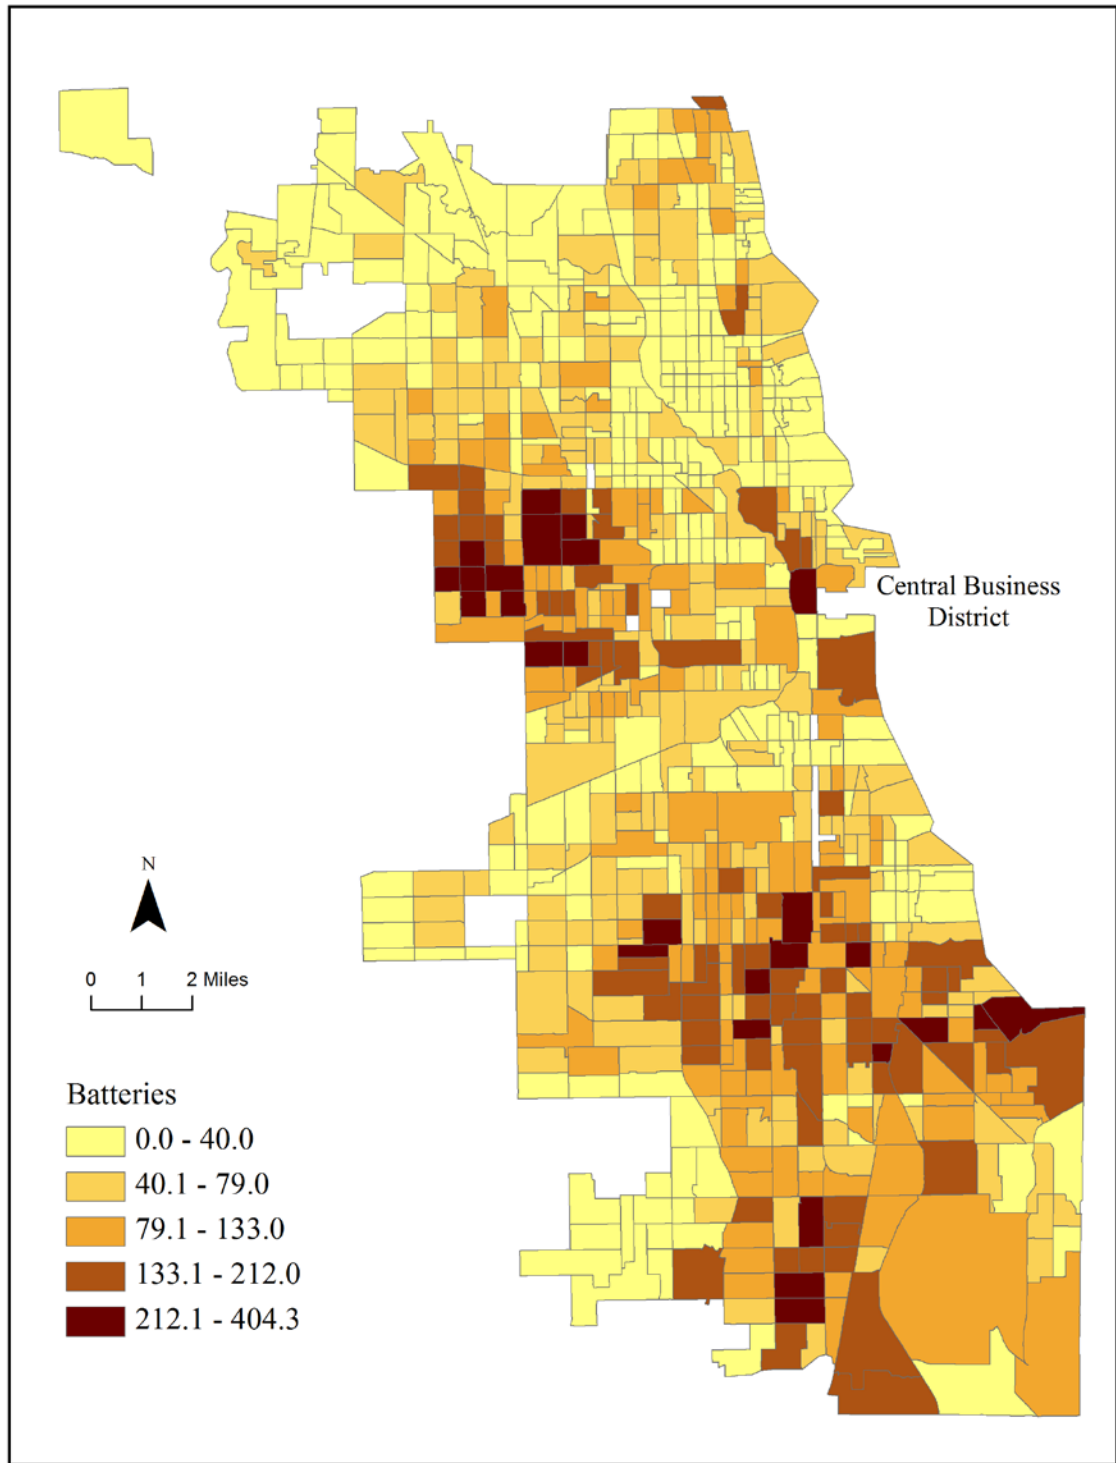 Central Business
District
N
0 1 2 Miles
Batteries
0.0 - 40.0
40.1 - 79.0
79.1 - 133.0
133.1 - 212.0
212.1 - 404.3